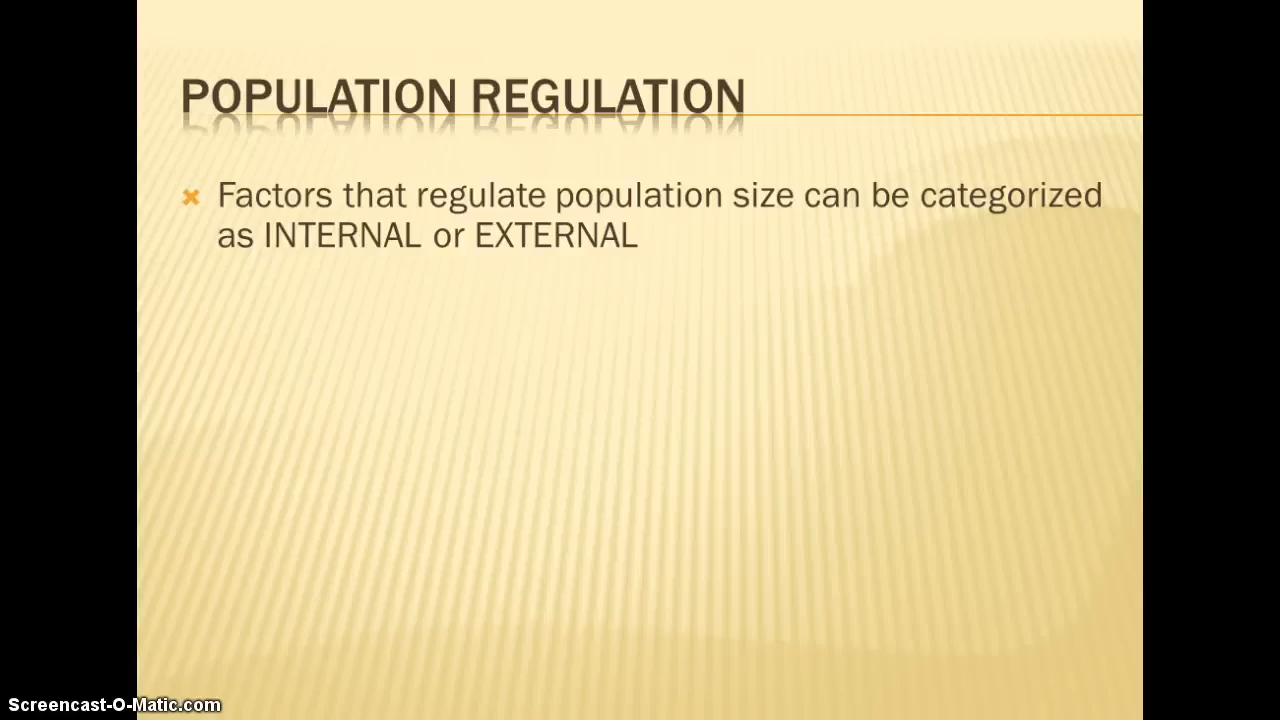 POPULATION REGULATION
Factors that regulate population size can be categorized
as INTERNAL or EXTERNAL
Screencast-O-Matic.com